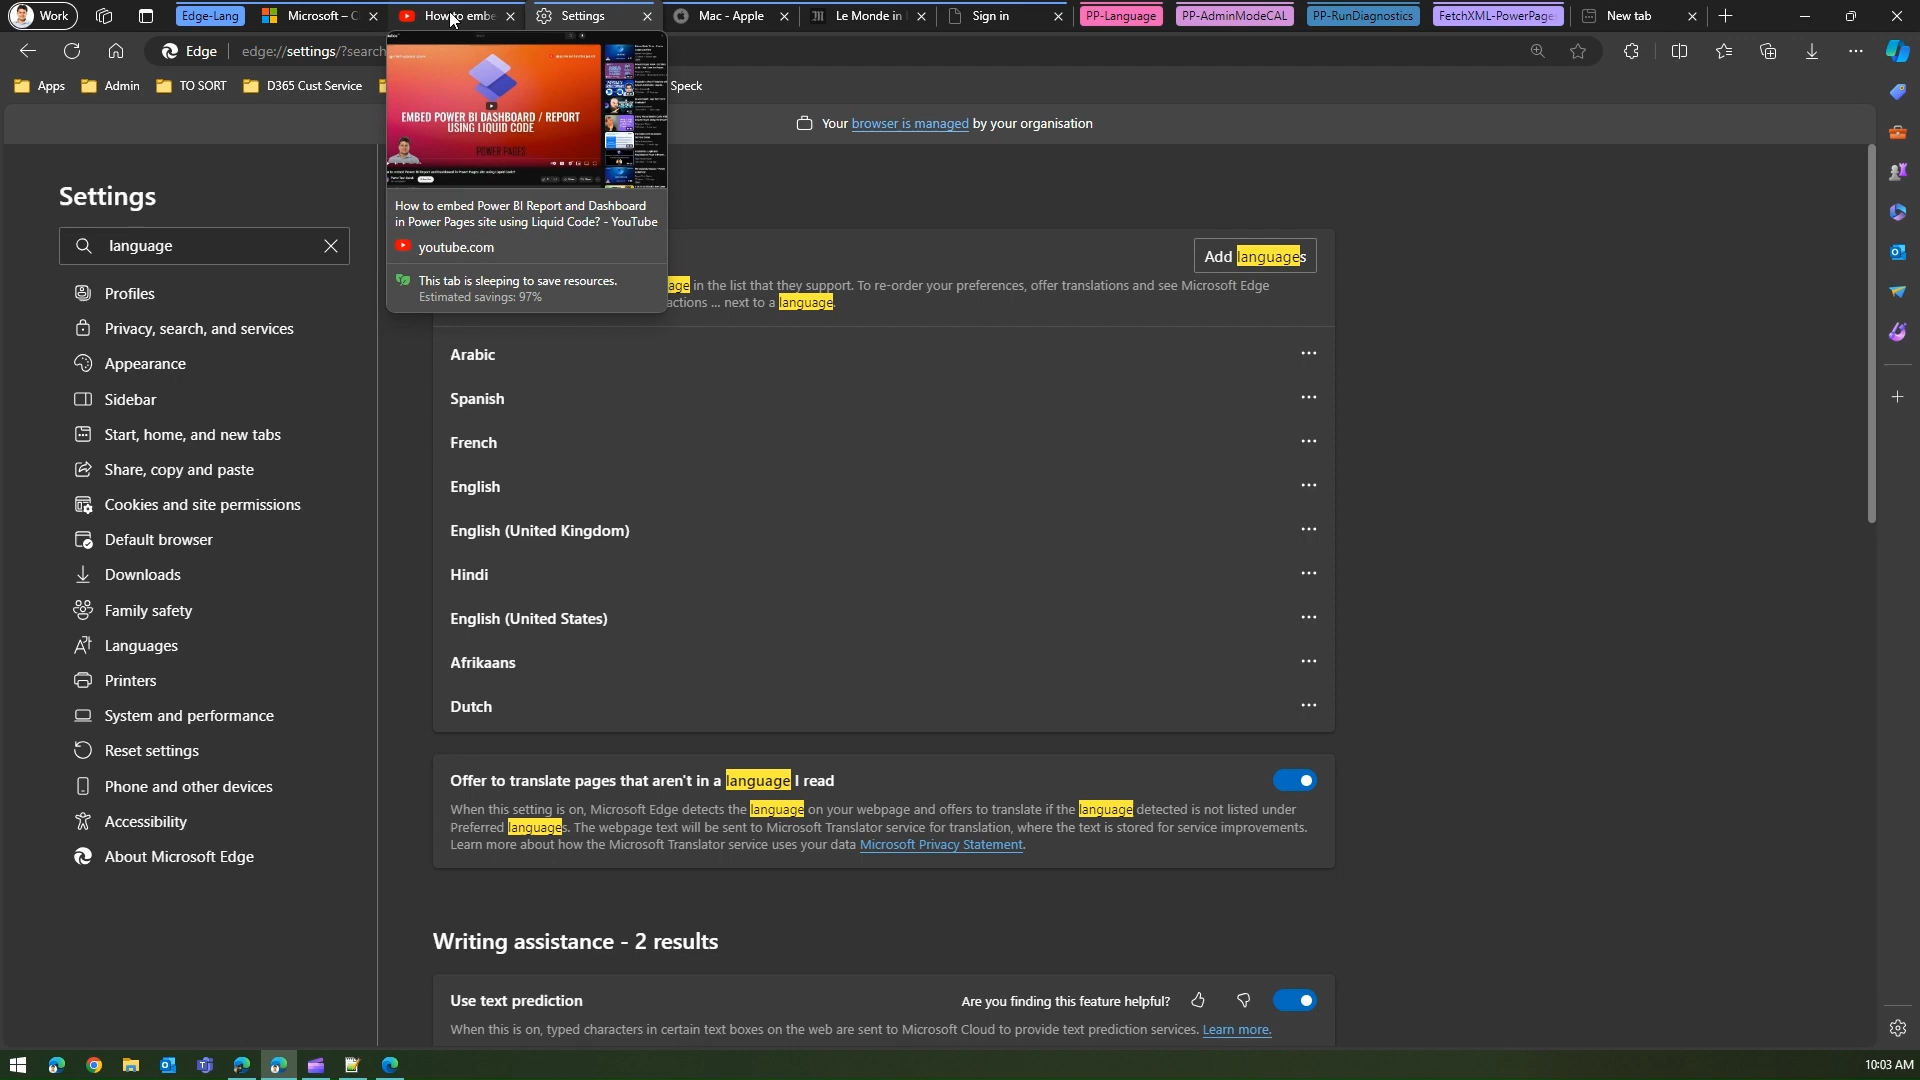 Work
Edge-Lang
Microsoft – C
How to embe
Settings
Mac - Apple
Le Monde in
Sign in
PP-Language
PP-AdminModeCAL
PP-RunDiagnostics
FetchXML-PowerPage
New tab
Edge
edge://settings/?search
Apps
Admin
TO SORT
D365 Cust Service
Speck
EMBED POWER BI DASHBOARD / REPORT
USING LIQUID CODE
POWER PAGES
How to embed Power BI Report and Dashboard
in Power Pages site using Liquid Code? - YouTube
youtube.com
This tab is sleeping to save resources.
Estimated savings: 97%
Your browser is managed by your organisation
Settings
language
Profiles
Privacy, search, and services
Appearance
Sidebar
Start, home, and new tabs
Share, copy and paste
Cookies and site permissions
Default browser
Downloads
Family safety
Languages
Printers
System and performance
Reset settings
Phone and other devices
Accessibility
About Microsoft Edge
Add languages
age in the list that they support. To re-order your preferences, offer translations and see Microsoft Edge
actions ... next to a language.
Arabic
Spanish
French
English
English (United Kingdom)
Hindi
English (United States)
Afrikaans
Dutch
Offer to translate pages that aren't in a language I read
When this setting is on, Microsoft Edge detects the language on your webpage and offers to translate if the language detected is not listed under
Preferred languages. The webpage text will be sent to Microsoft Translator service for translation, where the text is stored for service improvements.
Learn more about how the Microsoft Translator service uses your data Microsoft Privacy Statement.
Writing assistance - 2 results
Use text prediction
Are you finding this feature helpful?
When this is on, typed characters in certain text boxes on the web are sent to Microsoft Cloud to provide text prediction services. Learn more.
10:03 AM